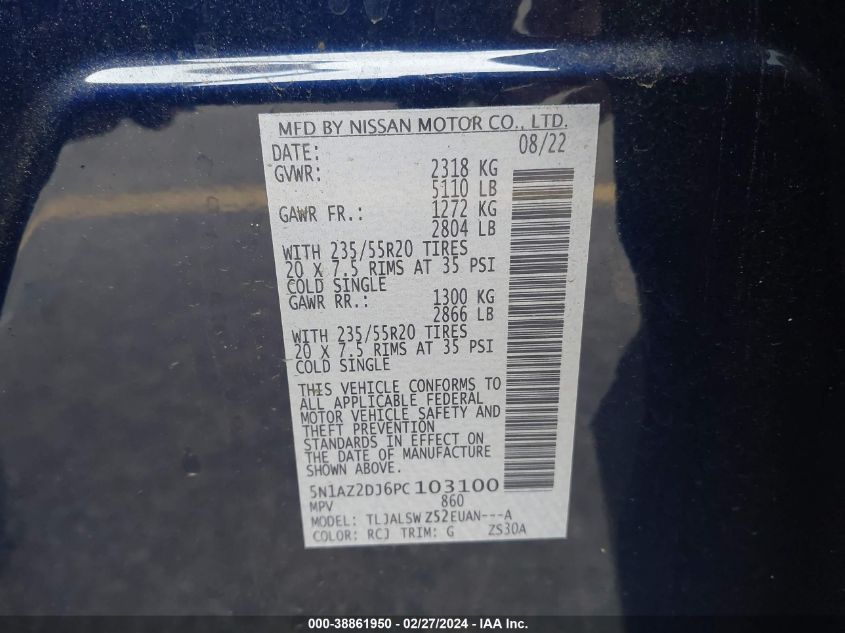 MFD BY NISSAN MOTOR CO., LTD.
DATE: 08/22
GVWR: 2318 KG
5110 LB
GAWR FR.: 1272 KG
2804 LB
WITH 235/55R20 TIRES
20 X 7.5 RIMS AT 35 PSI
COLD SINGLE
GAWR RR.: 1300 KG
2866 LB
WITH 235/55R20 TIRES
20 X 7.5 RIMS AT 35 PSI
COLD SINGLE
THIS VEHICLE CONFORMS TO
ALL APPLICABLE FEDERAL
MOTOR VEHICLE SAFETY AND
THEFT PREVENTION
STANDARDS IN EFFECT ON
THE DATE OF MANUFACTURE
SHOWN ABOVE.
5N1AZ2DJ6PC103100
MPV 860
MODEL: TLJALSWZ52EUAN---A
COLOR: RCJ TRIM: G ZS30A
000-38861950 - 02/27/2024 - IAA Inc.